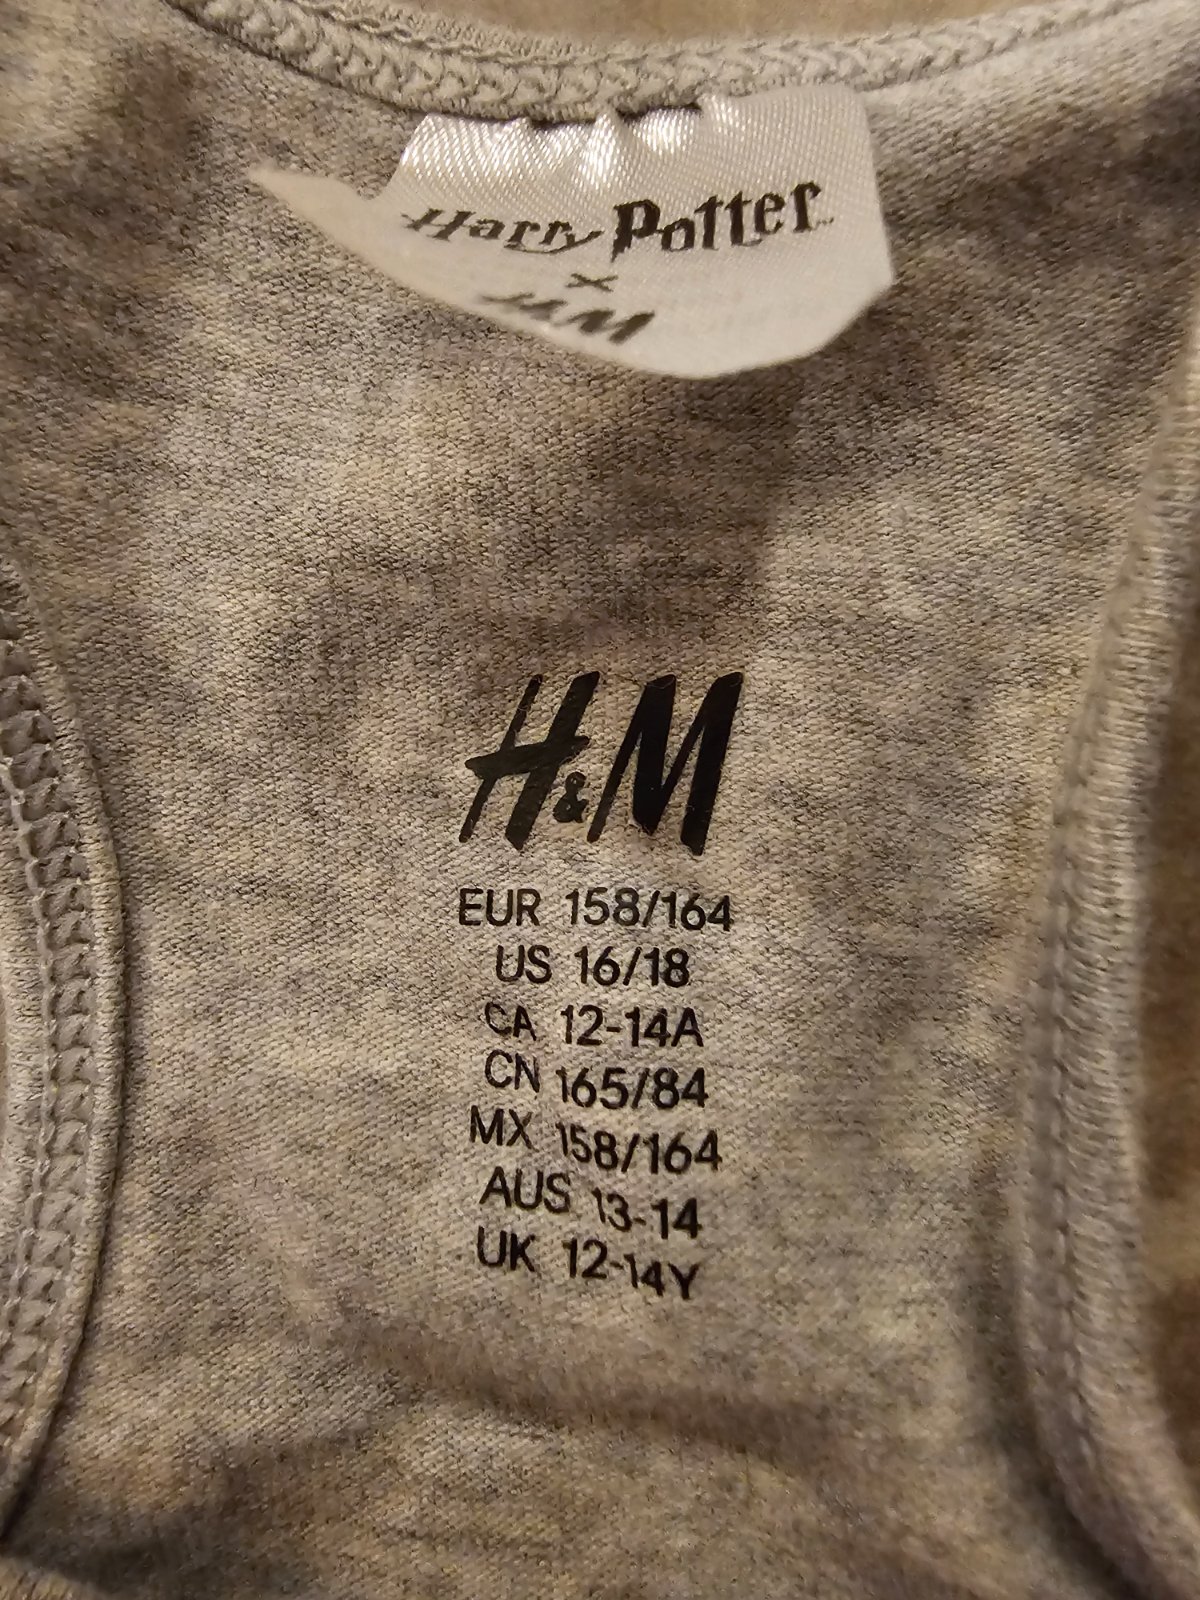 Harry Potter
×
H&M
H&M
EUR 158/164
US 16/18
CA 12-14A
CN 165/84
MX 158/164
AUS 13-14
UK 12-14Y